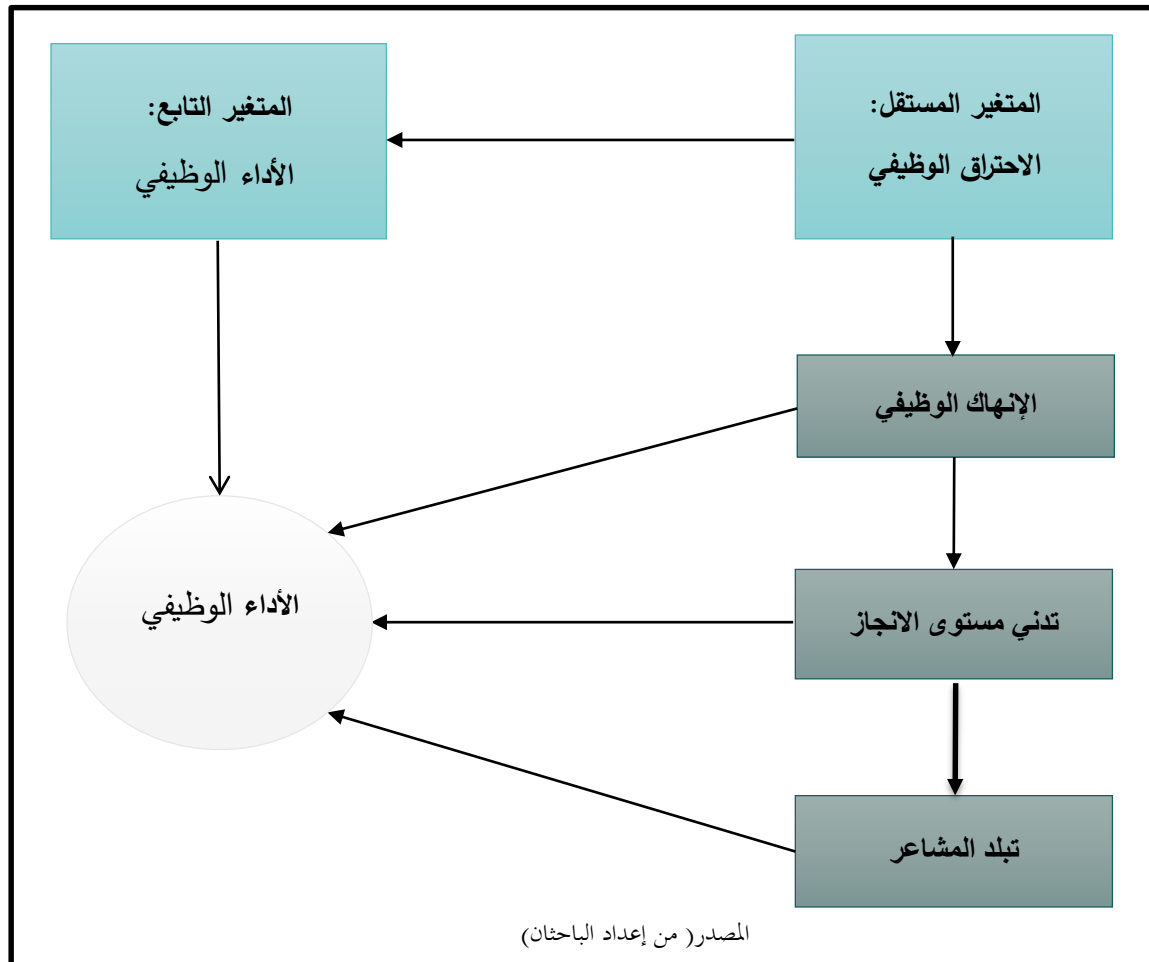 المتغير المستقل:
الاحتراق الوظيفي
المتغير التابع:
الأداء الوظيفي
الإنهاك الوظيفي
تدني مستوى الانجاز
الأداء الوظيفي
تبلد المشاعر
المصدر( من إعداد الباحثان)